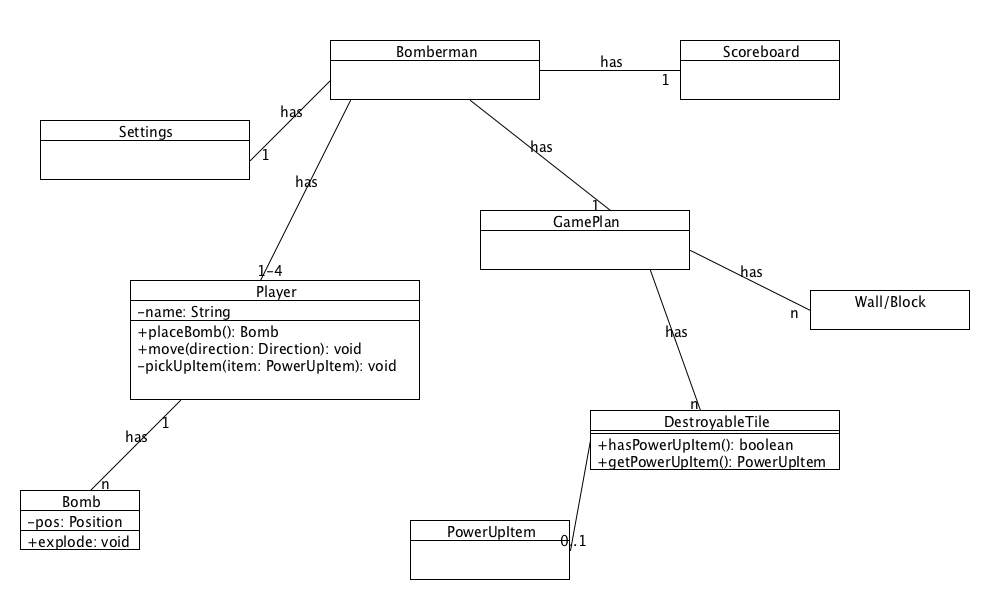 Bomberman
Scoreboard
has
1
has
Settings
1
has
has
1
GamePlan
1-4
Player
-name: String
+placeBomb(): Bomb
+move(direction: Direction): void
-pickUpItem(item: PowerUpItem): void
has
n
Wall/Block
has
n
DestroyableTile
+hasPowerUpItem(): boolean
+getPowerUpItem(): PowerUpItem
1
has
n
Bomb
-pos: Position
+explode: void
PowerUpItem
0..1